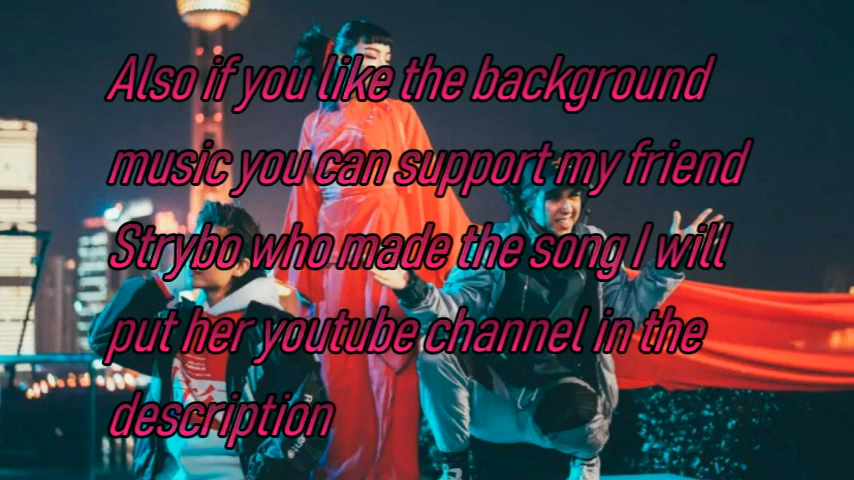 Also if you like the background
music you can support my friend
Strybo who made the song I will
put her youtube channel in the
description